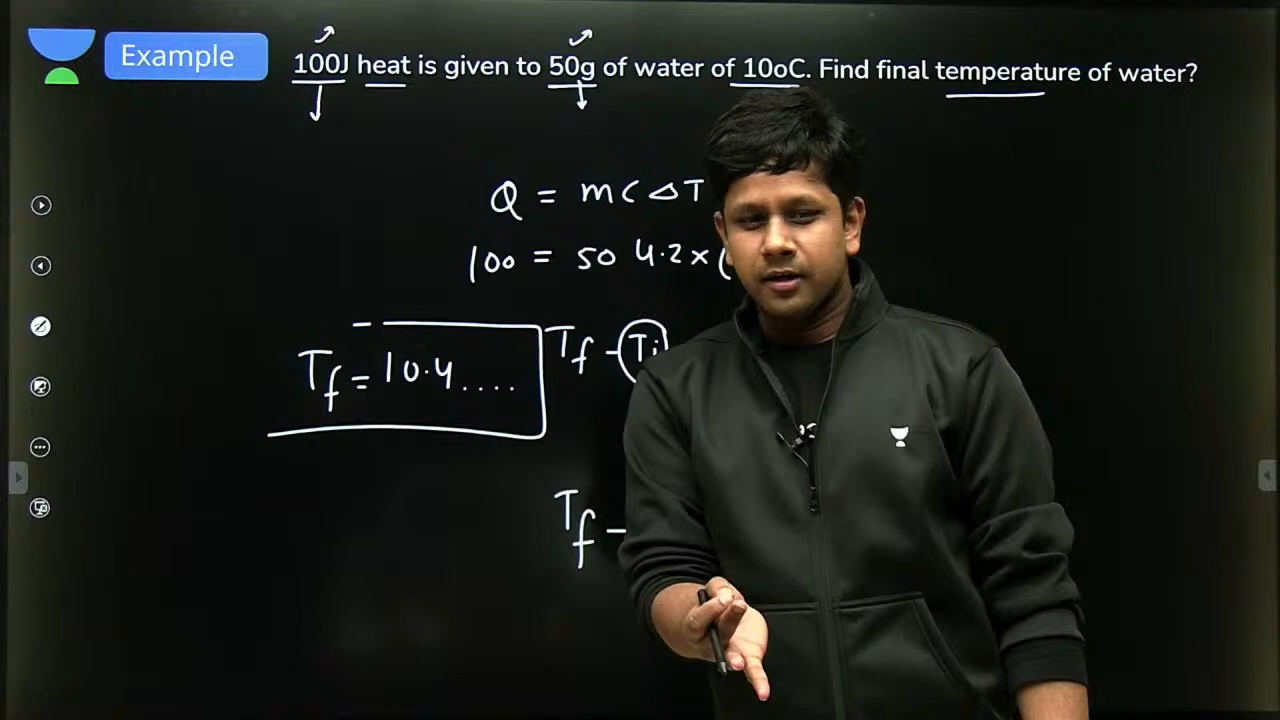 Example
100J heat is given to 50g of water of 10oC. Find final temperature of water?
Q = mCΔT
100 = 50 4.2×(
Tf - Ti
Tf = 10.4....
Tf -